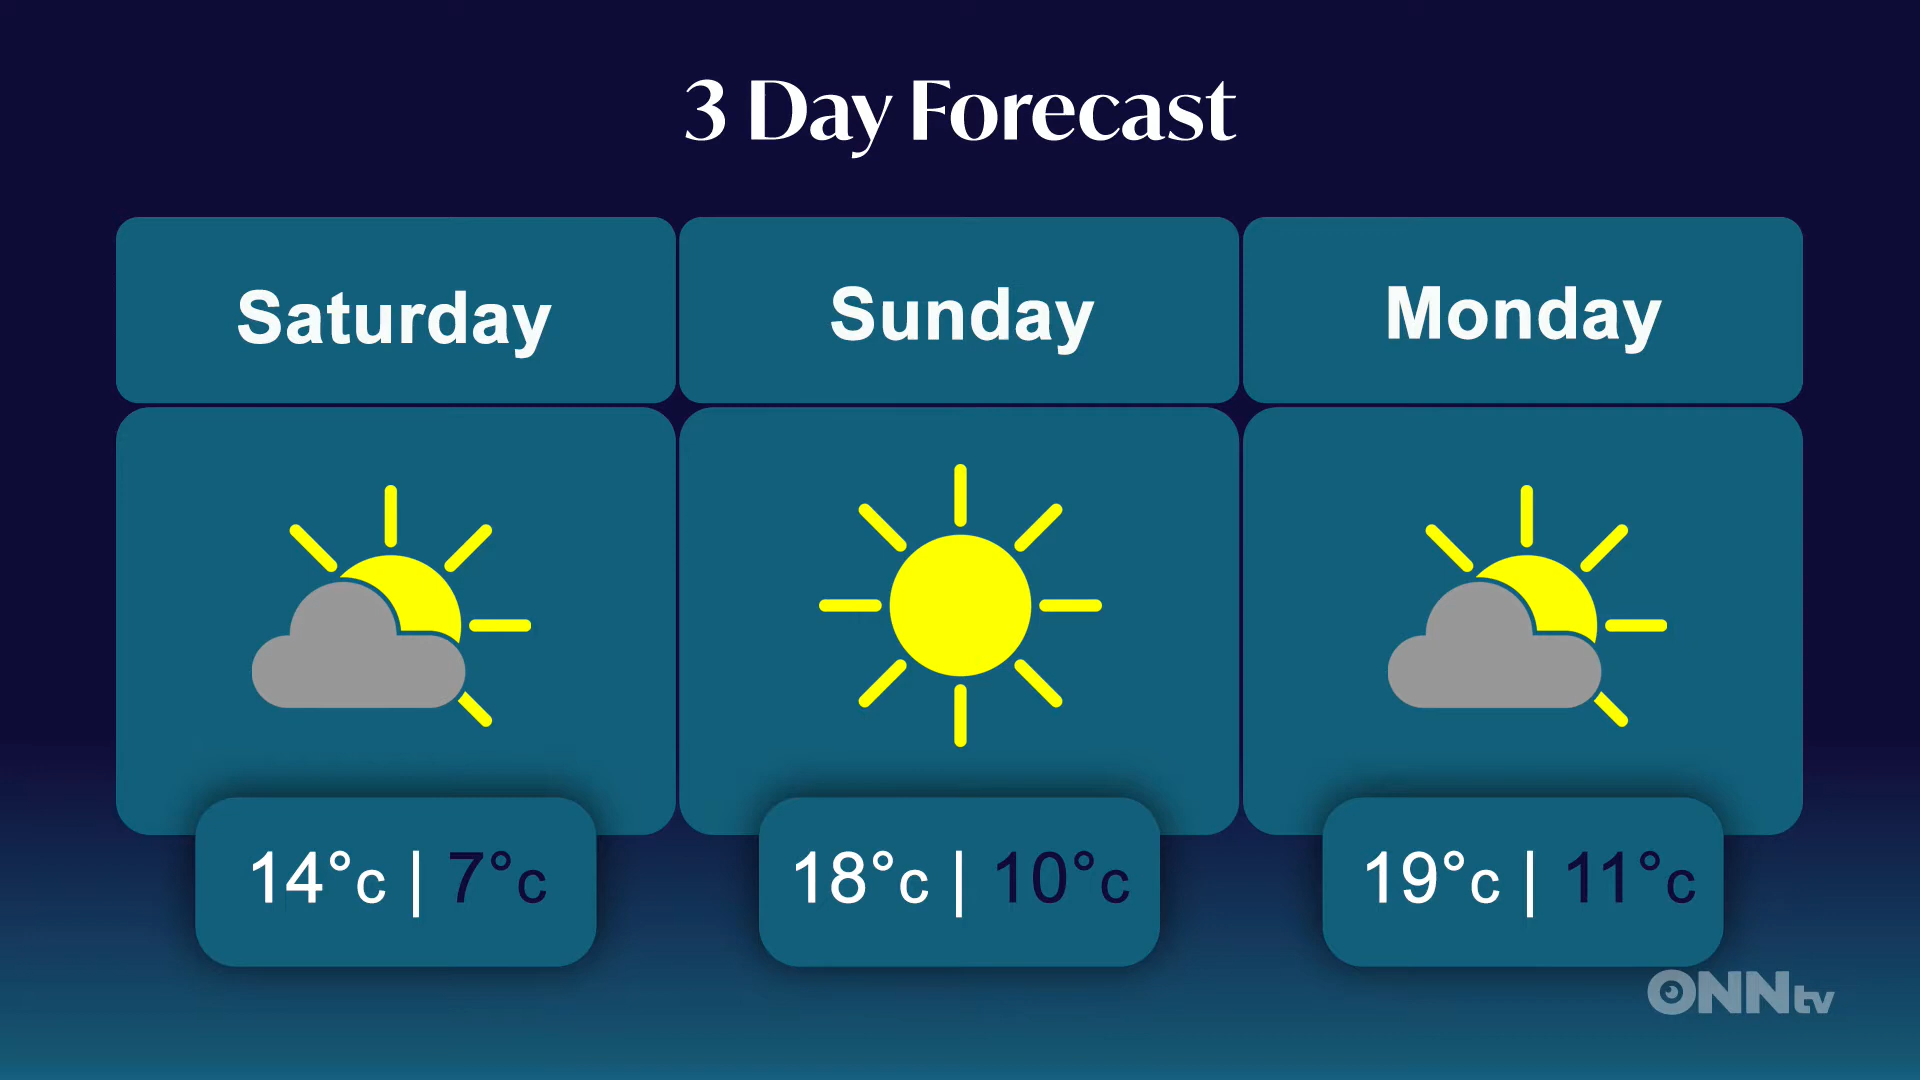 3 Day Forecast
Saturday
Sunday
Monday
14°c | 7°c
18°c | 10°c
19°c | 11°c
ONNtv